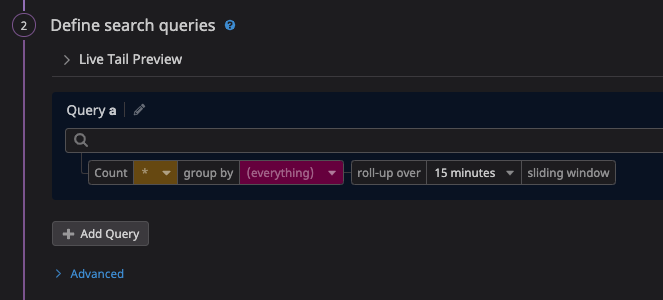 2 Define search queries ?
Live Tail Preview
Query a
Count * group by (everything) roll-up over 15 minutes sliding window
+ Add Query
Advanced